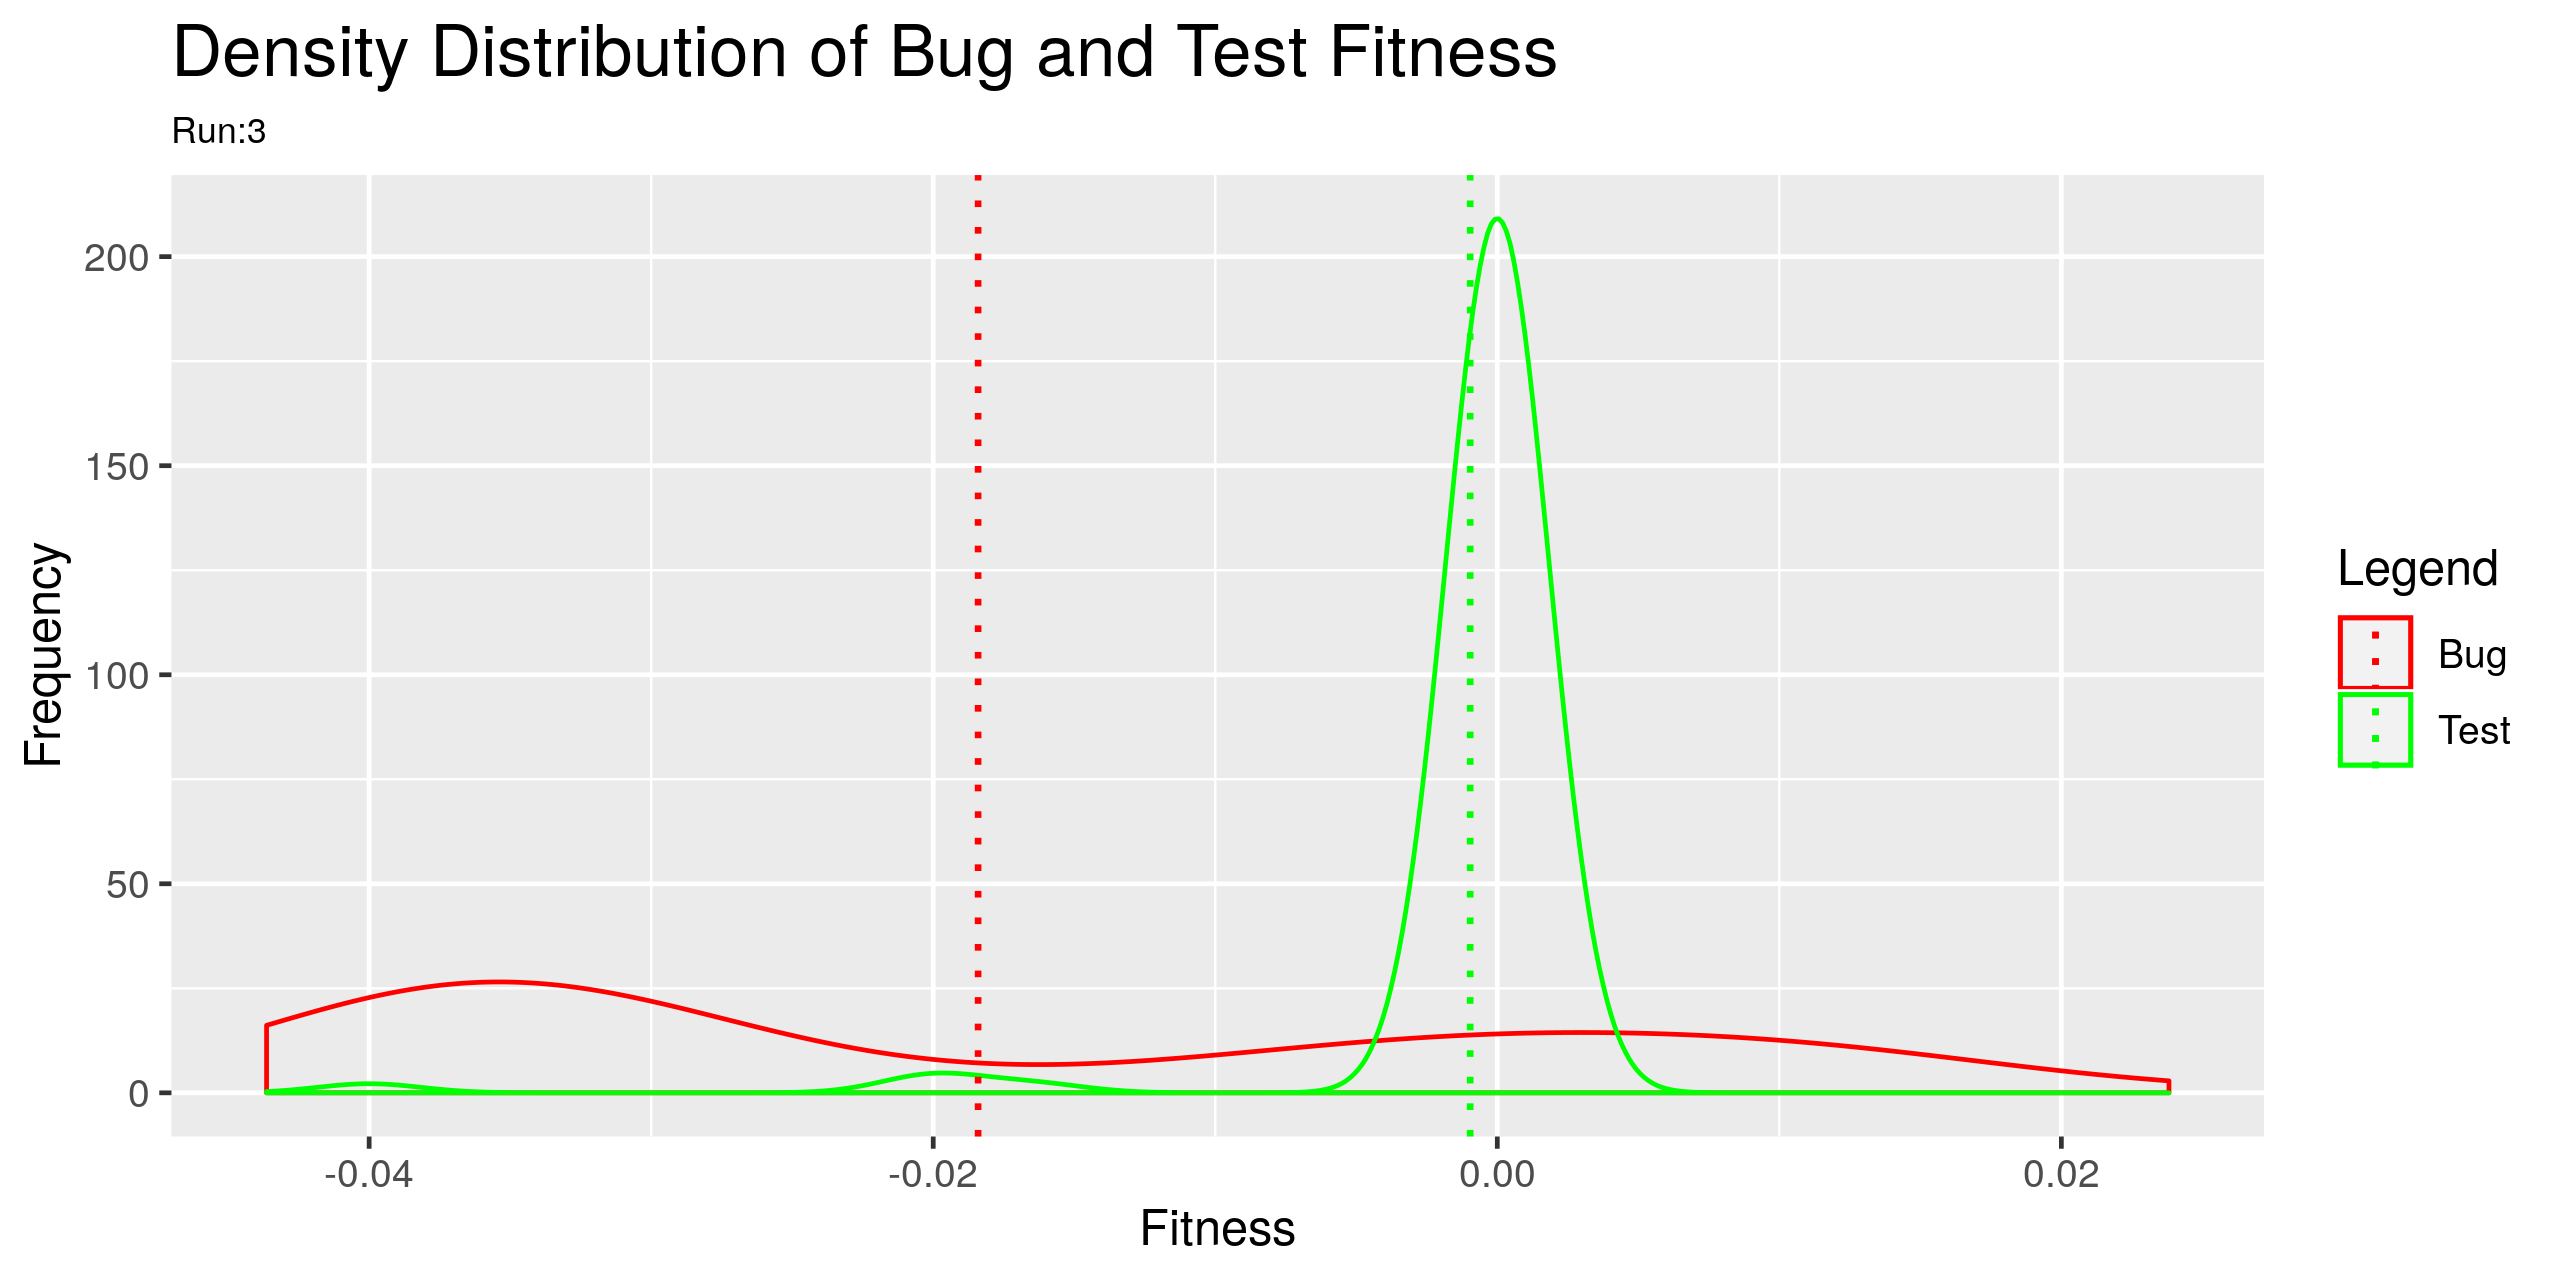 Density Distribution of Bug and Test Fitness
Run:3
200
150
100
50
0
Frequency
-0.04
-0.02
0.00
0.02
Fitness
Legend
Bug
Test